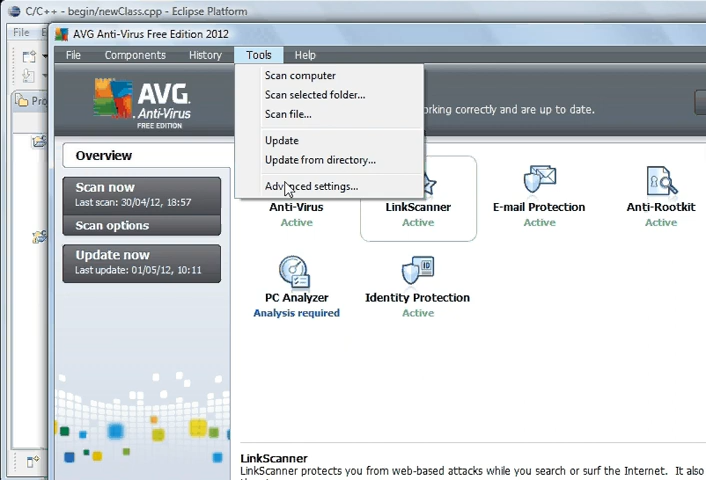 C/C++ - begin/newClass.cpp - Eclipse Platform
File
AVG Anti-Virus Free Edition 2012
File Components History Tools Help
Scan computer
Scan selected folder...
Scan file...
Update
Update from directory...
Advanced settings...
AVG.
Anti-Virus
FREE EDITION
orking correctly and are up to date.
Pro
Overview
Scan now
Last scan: 30/04/12, 18:57
Scan options
Update now
Last update: 01/05/12, 10:11
Anti-Virus
Active
LinkScanner
Active
E-mail Protection
Active
Anti-Rootkit
Active
PC Analyzer
Analysis required
ID
Identity Protection
Active
LinkScanner
LinkScanner protects you from web-based attacks while you search or surf the Internet. It also